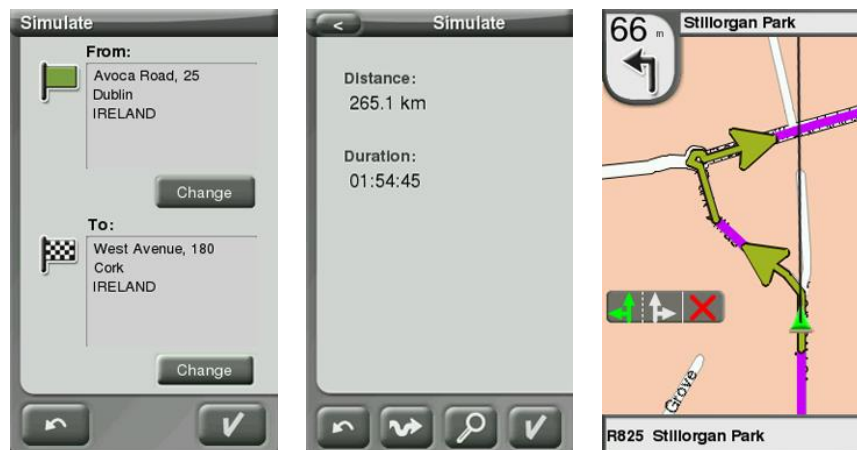 Simulate
From:
Avoca Road, 25
Dublin
IRELAND
Change
To:
West Avenue, 180
Cork
IRELAND
Change
< Simulate
Distance:
265.1 km
Duration:
01:54:45
66 m
Stillorgan Park
Grove
R825 Stillorgan Park